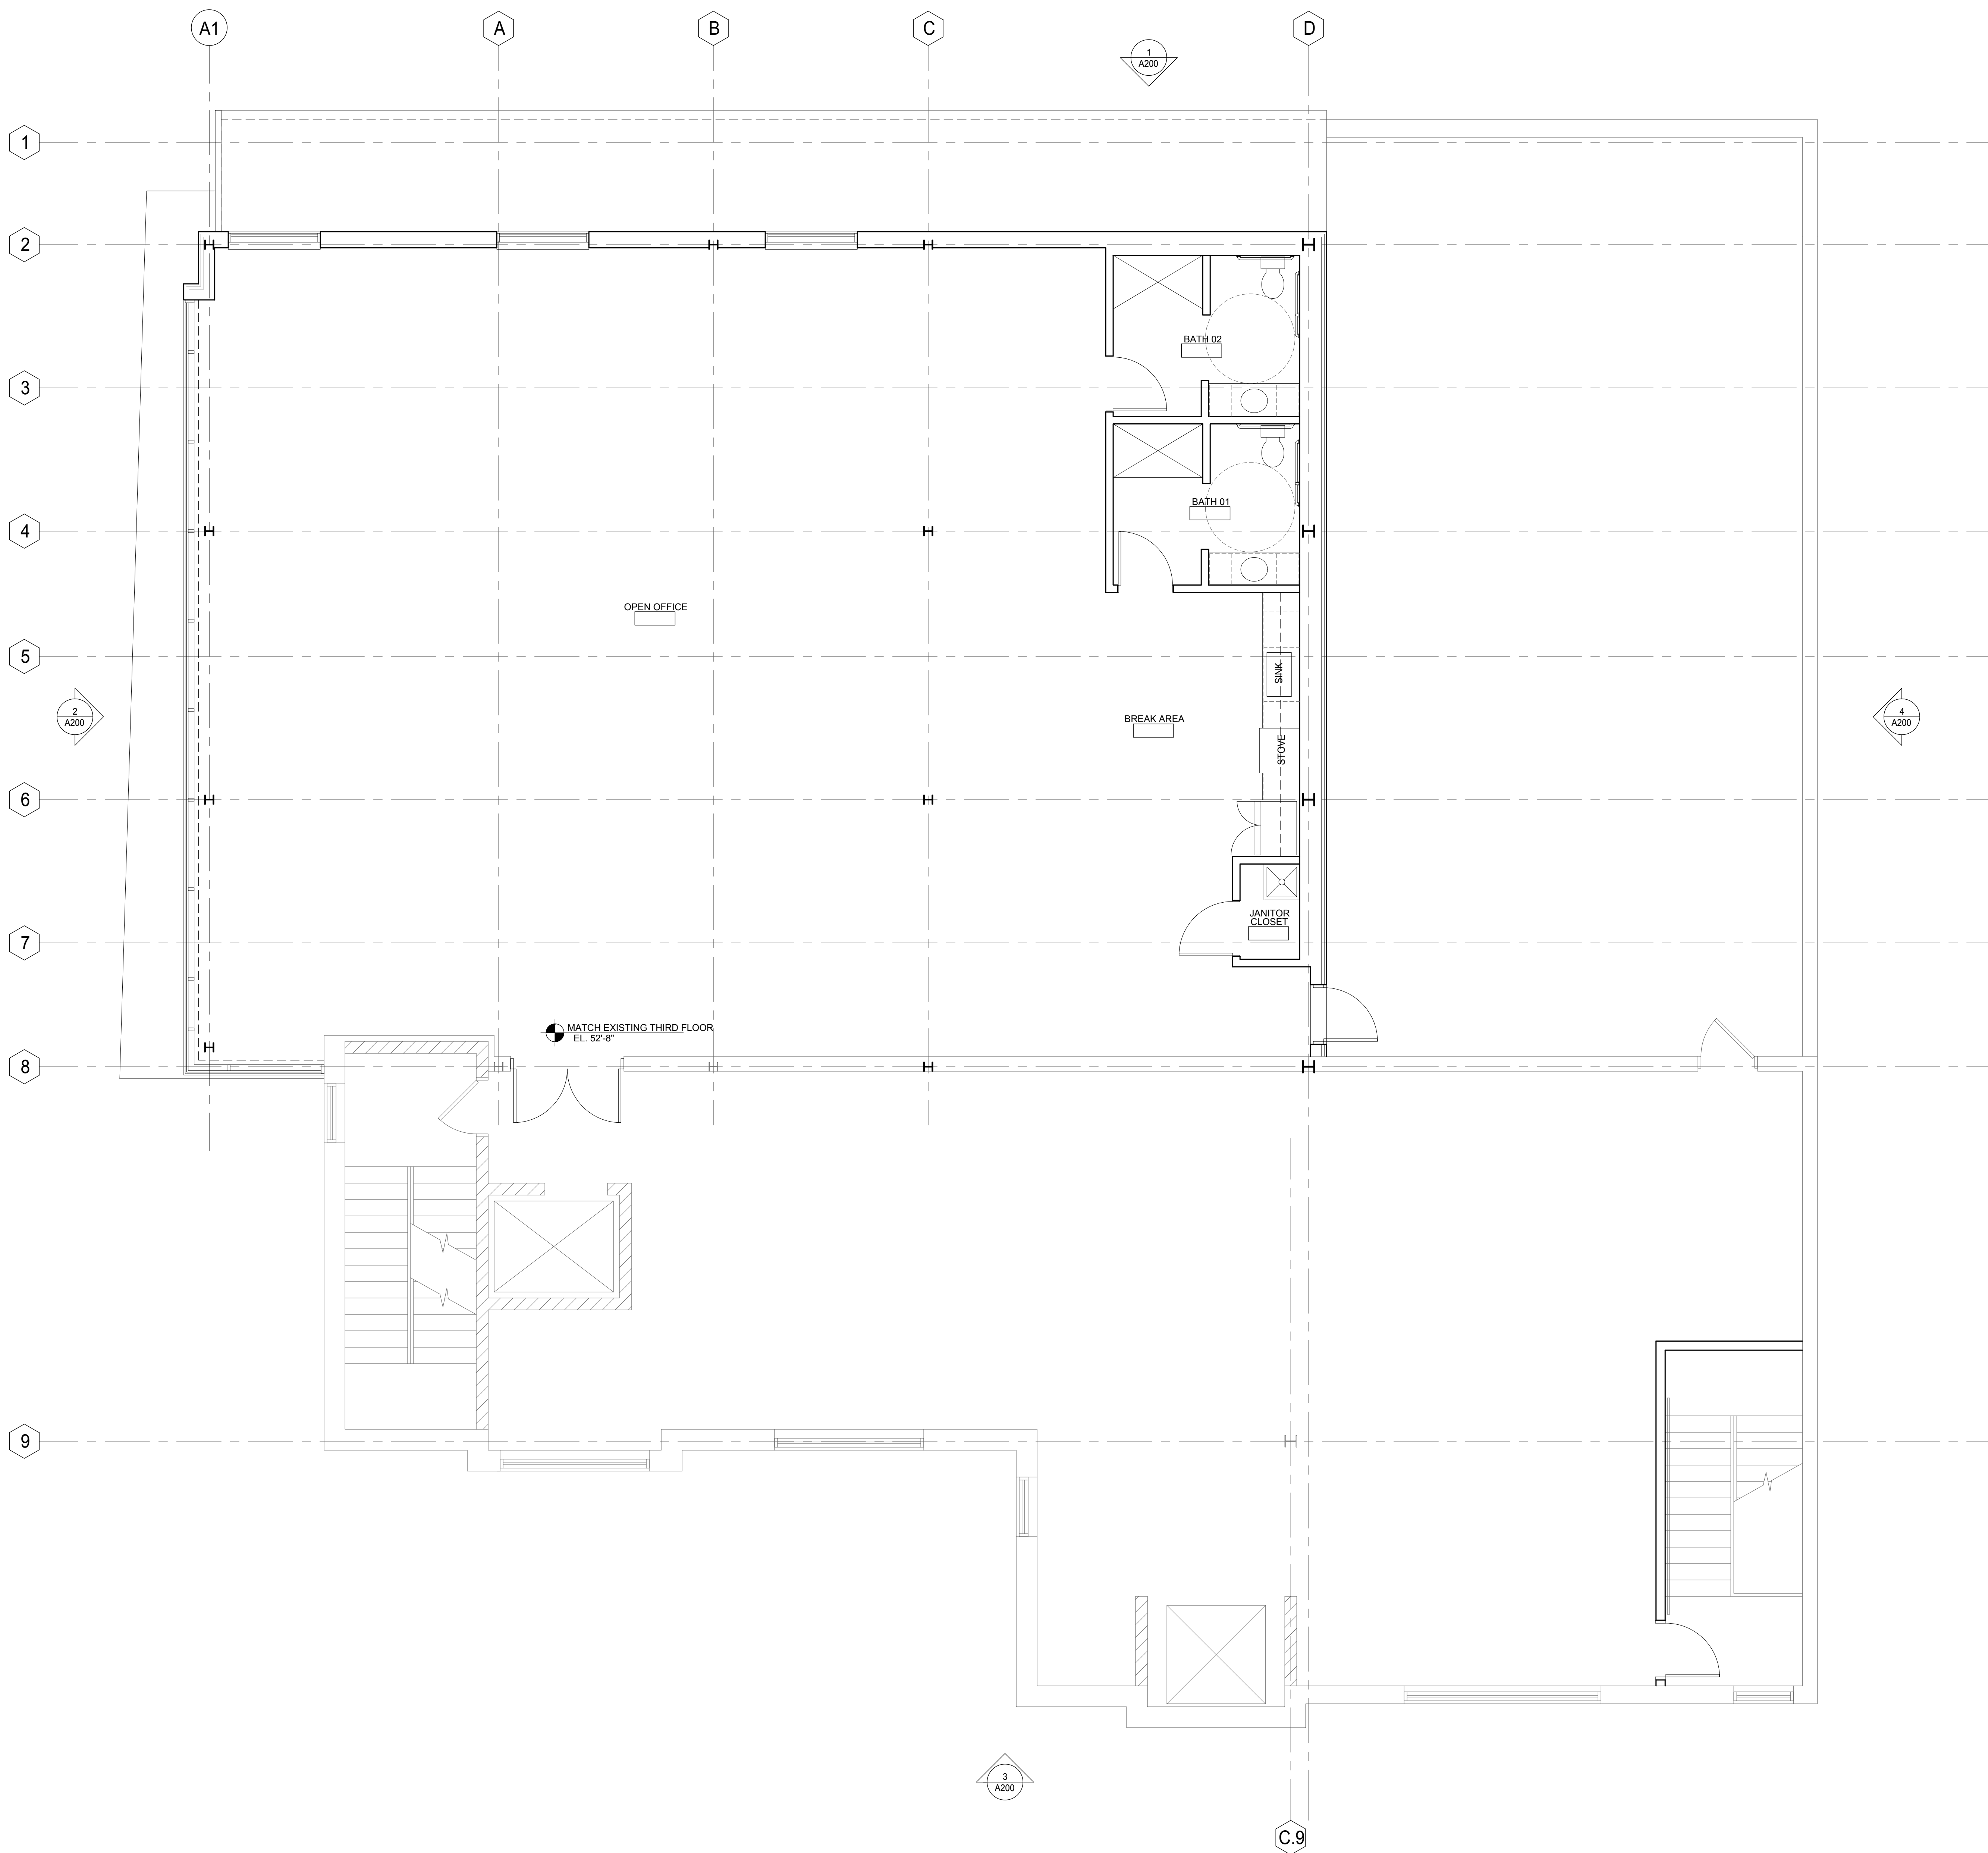 A1
A
B
C
D
1
A200
1
2
BATH 02
3
BATH 01
4
OPEN OFFICE
5
SINK
2
A200
BREAK AREA
4
A200
STOVE
6
JANITOR
CLOSET
7
MATCH EXISTING THIRD FLOOR
EL. 52'-8"
8
9
3
A200
C.9